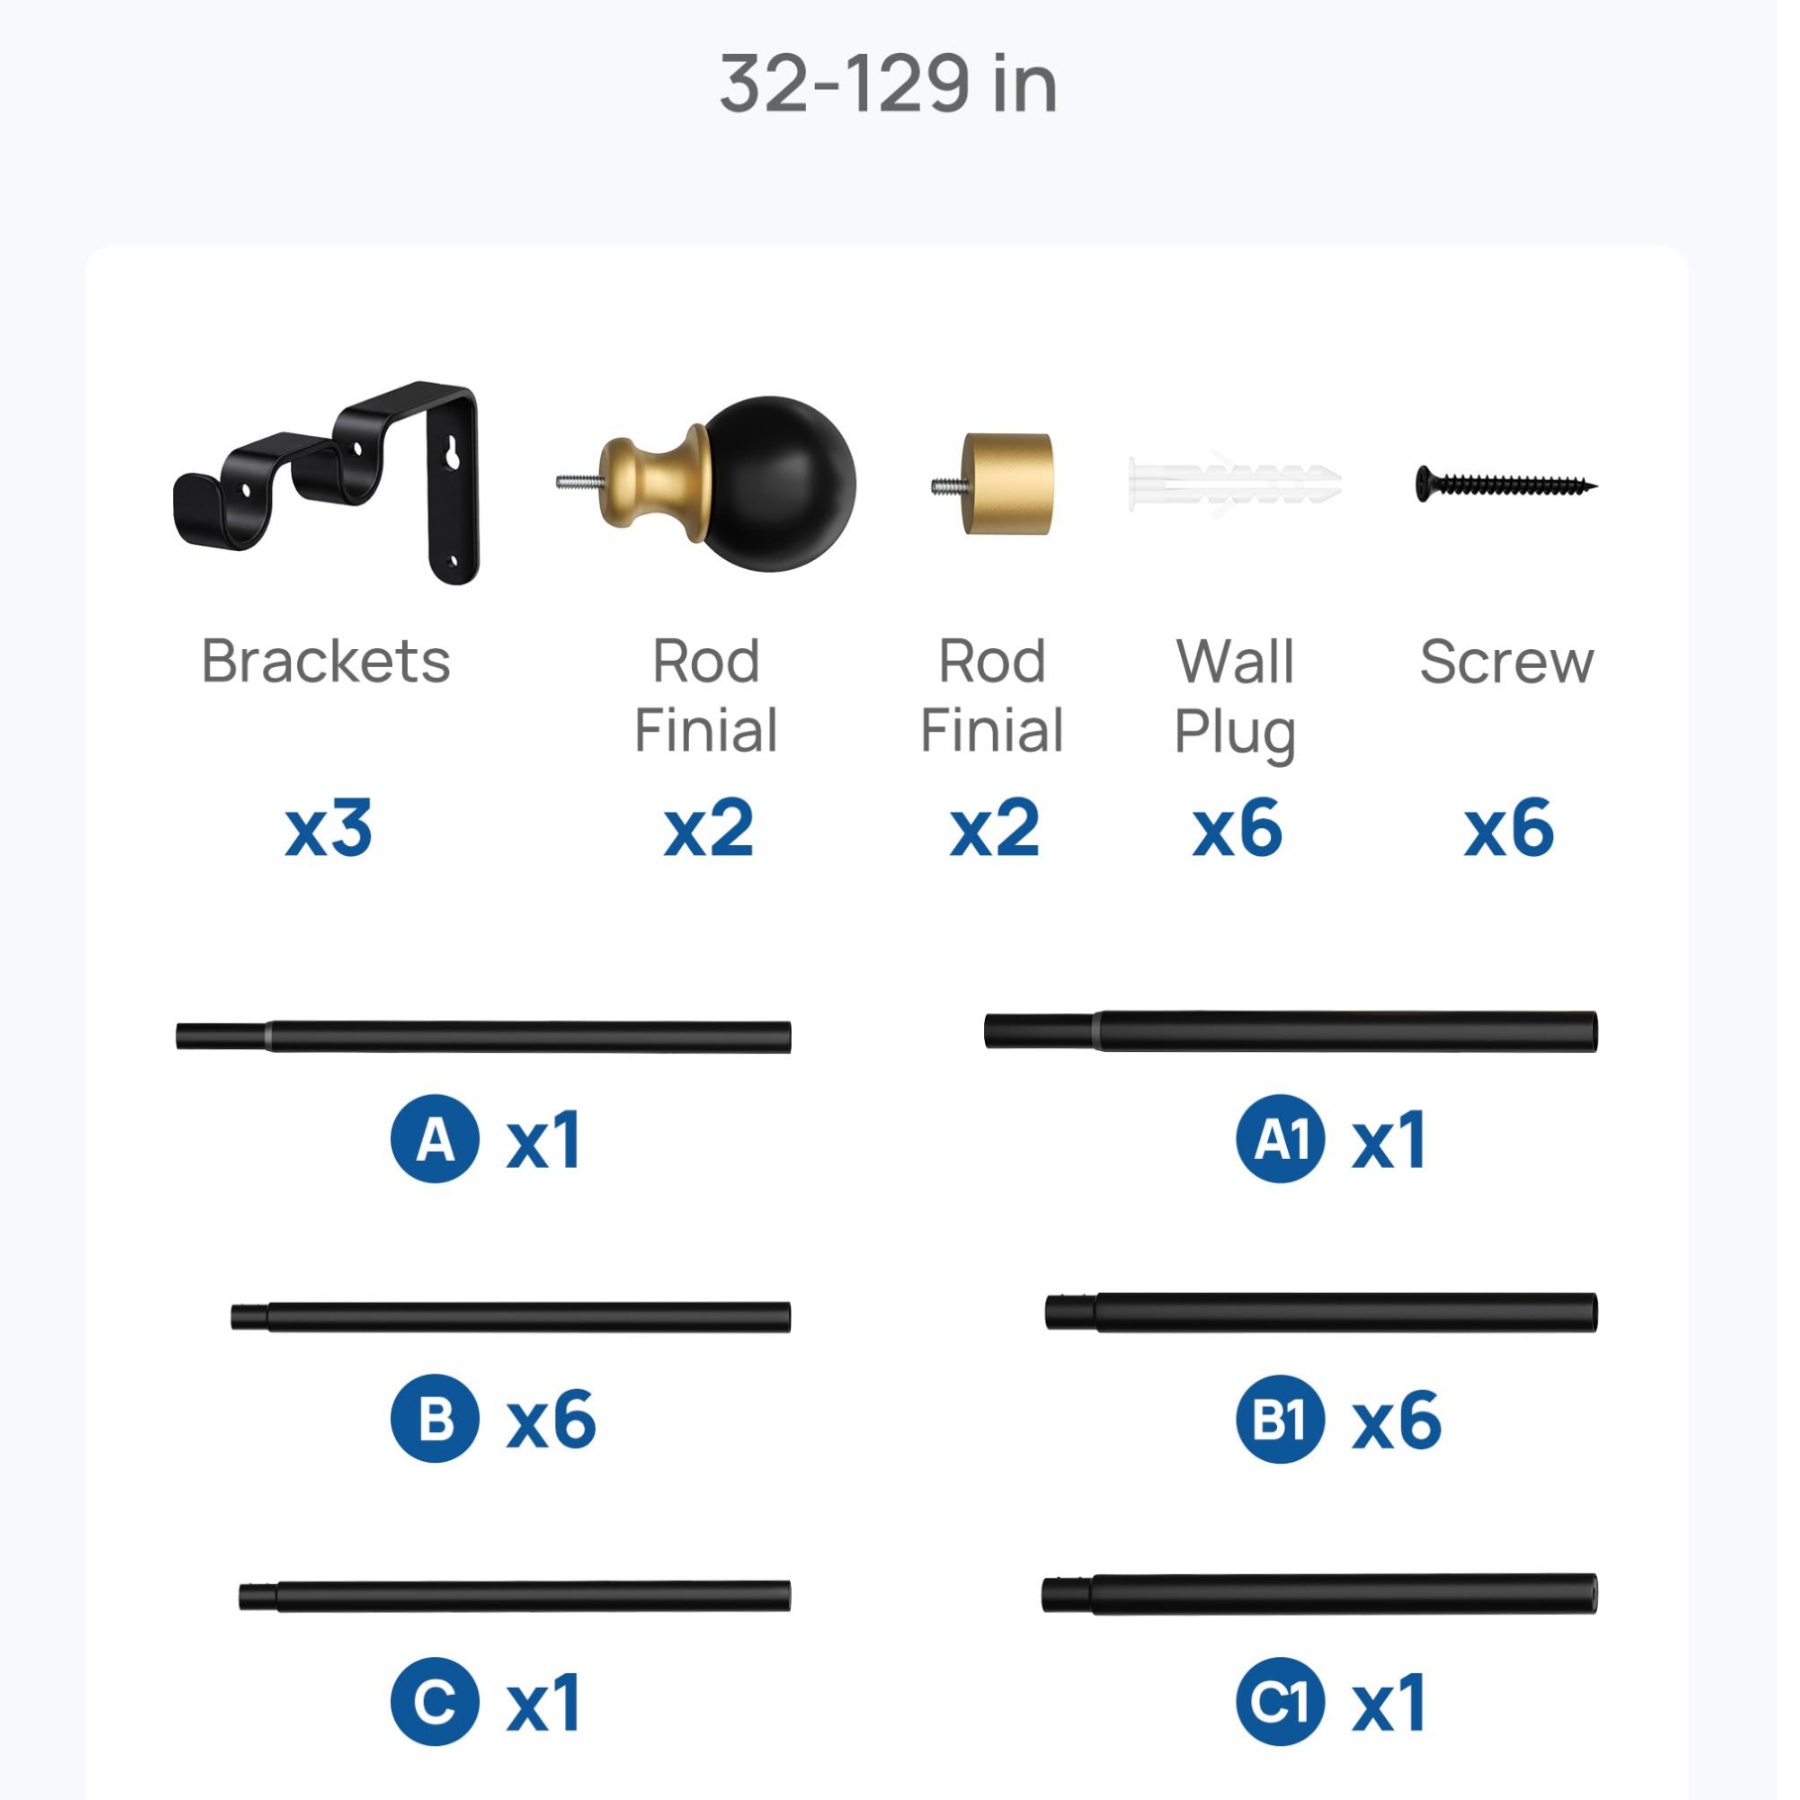 32-129 in
Brackets
Rod
Finial
Rod
Finial
Wall
Plug
Screw
x3
x2
x2
x6
x6
A x1
A1 x1
B x6
B1 x6
C x1
C1 x1